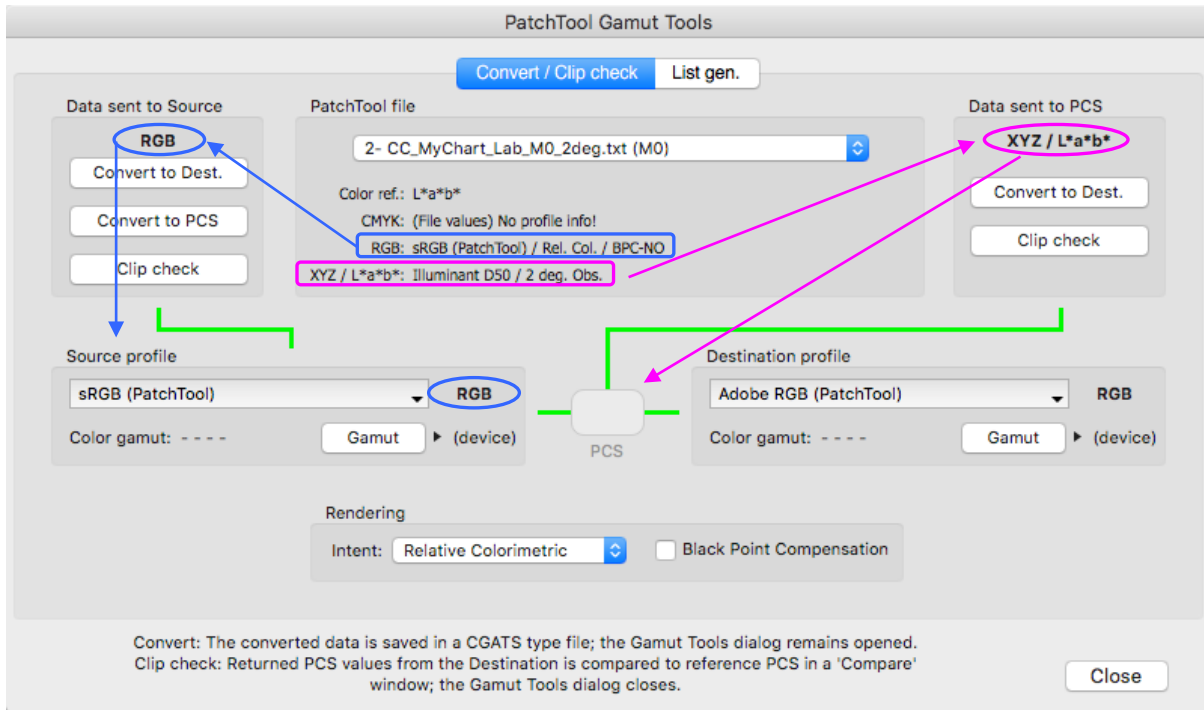 PatchTool Gamut Tools
Convert / Clip check
List gen.
Data sent to Source
RGB
Convert to Dest.
Convert to PCS
Clip check
PatchTool file
2- CC_MyChart_Lab_M0_2deg.txt (M0)
Color ref.: L*a*b*
CMYK: (File values) No profile info!
RGB: sRGB (PatchTool) / Rel. Col. / BPC-NO
XYZ / L*a*b*: Illuminant D50 / 2 deg. Obs.
Data sent to PCS
XYZ / L*a*b*
Convert to Dest.
Clip check
Source profile
sRGB (PatchTool) RGB
Color gamut: - - - - Gamut (device)
PCS
Destination profile
Adobe RGB (PatchTool) RGB
Color gamut: - - - - Gamut (device)
Rendering
Intent: Relative Colorimetric Black Point Compensation
Convert: The converted data is saved in a CGATS type file; the Gamut Tools dialog remains opened.
Clip check: Returned PCS values from the Destination is compared to reference PCS in a 'Compare'
window; the Gamut Tools dialog closes.
Close